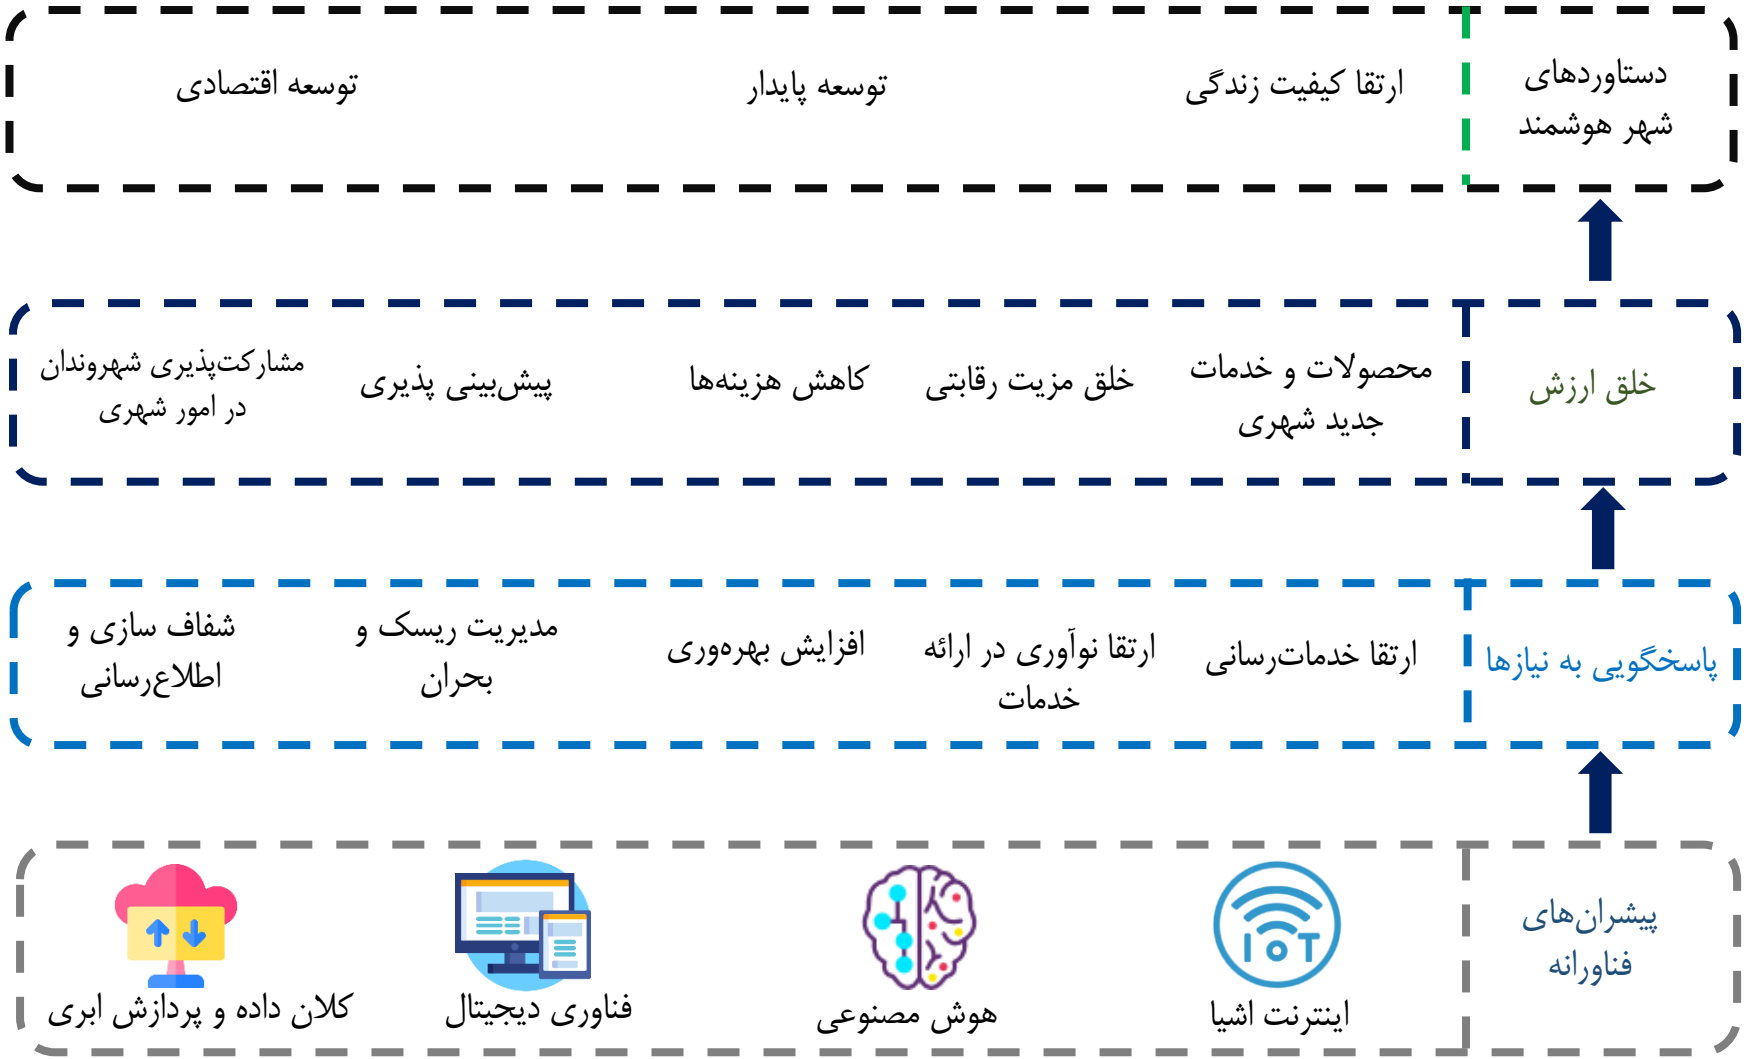 دستاوردهای
شهر هوشمند
ارتقا کیفیت زندگی
توسعه پایدار
توسعه اقتصادی
خلق ارزش
محصولات و خدمات
جدید شهری
خلق مزیت رقابتی
کاهش هزینه‌ها
پیش‌بینی پذیری
مشارکت‌پذیری شهروندان
در امور شهری
پاسخگویی به نیازها
ارتقا خدمات‌رسانی
ارتقا نوآوری در ارائه
خدمات
افزایش بهره‌وری
مدیریت ریسک و
بحران
شفاف سازی و
اطلاع‌رسانی
پیشران‌های
فناورانه
IoT
اینترنت اشیا
هوش مصنوعی
فناوری دیجیتال
کلان داده و پردازش ابری